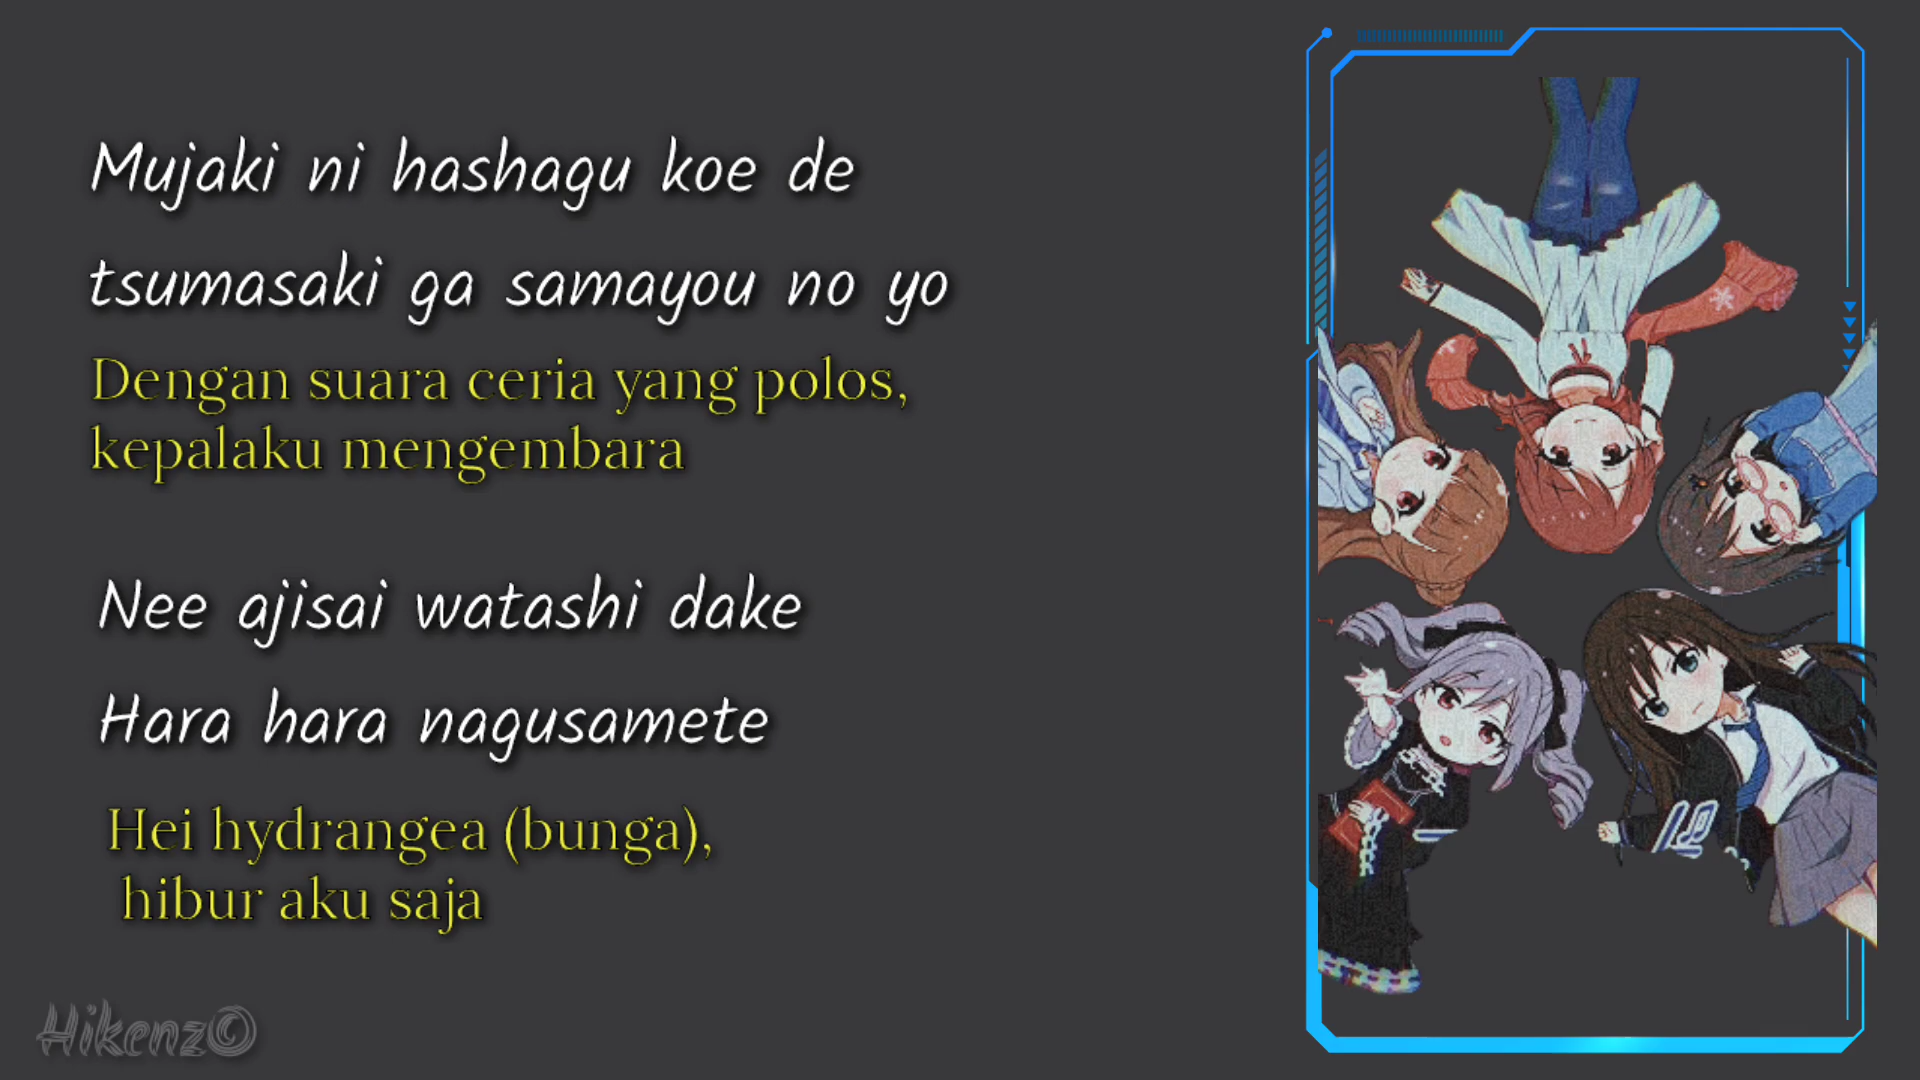 Mujaki ni hashagu koe de
tsumasaki ga samayou no yo
Dengan suara ceria yang polos,
kepalaku mengembara
Nee ajisai watashi dake
Hara hara nagusamete
Hei hydrangea (bunga),
hibur aku saja
Hikenz©